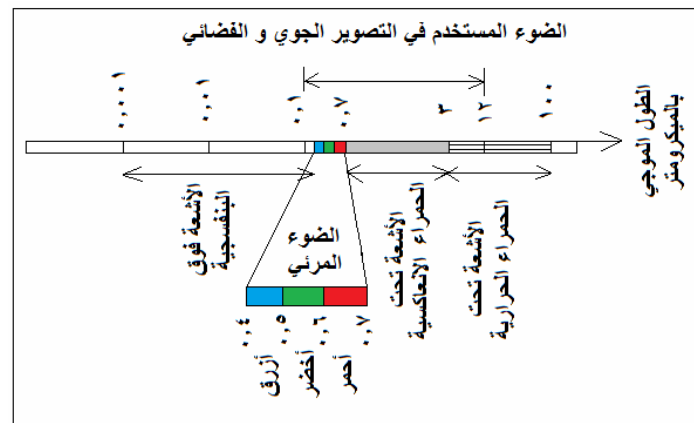 الضوء المستخدم في التصوير الجوي و الفضائي
٠,٠٠١
٠,٠١
٠,١
٠,٧
٣
١٢
١٠٠
الطول الموجي
بالميكرومتر
الأشعة فوق
البنفسجية
الضوء
المرئي
الأشعة تحت
الحمراء الانعاكسية
الأشعة تحت
الحمراء الحرارية
٠,٤
٠,٥
٠,٦
٠,٧
أزرق
أخضر
أحمر